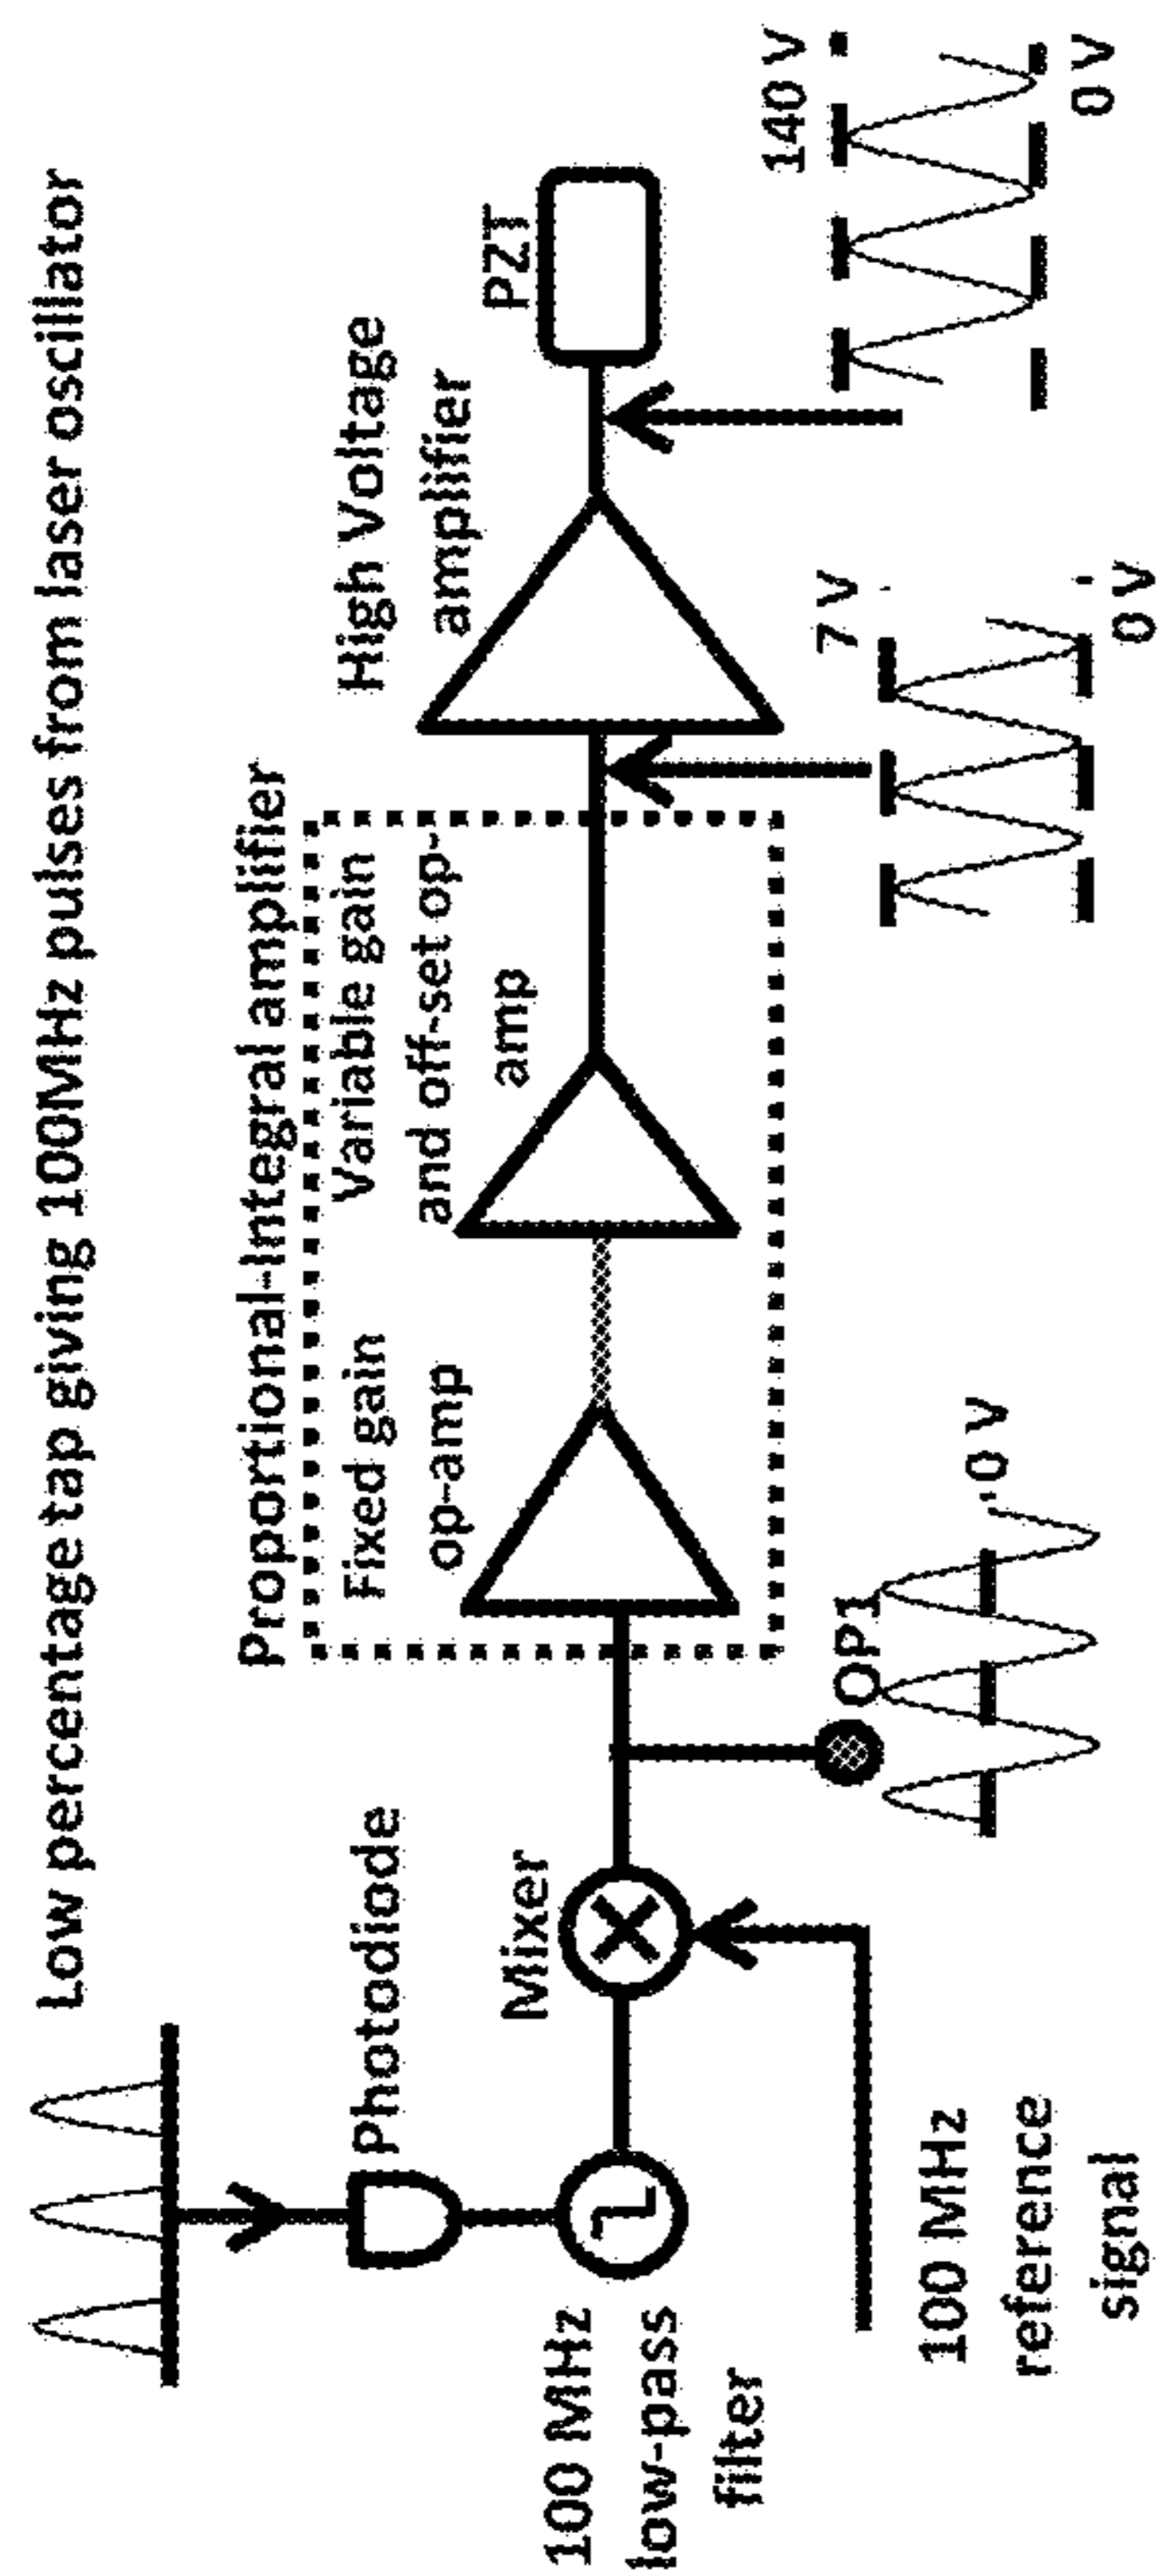 Low percentage tap giving 100MHz pulses from laser oscillator
Photodiode
100 MHz
low-pass
filter
Mixer
100 MHz
reference
signal
OP1
0 V
Proportional-Integral amplifier
Fixed gain
op-amp
Variable gain
and off-set op-
amp
High Voltage
amplifier
PZT
7 V
0 V
140 V
0 V